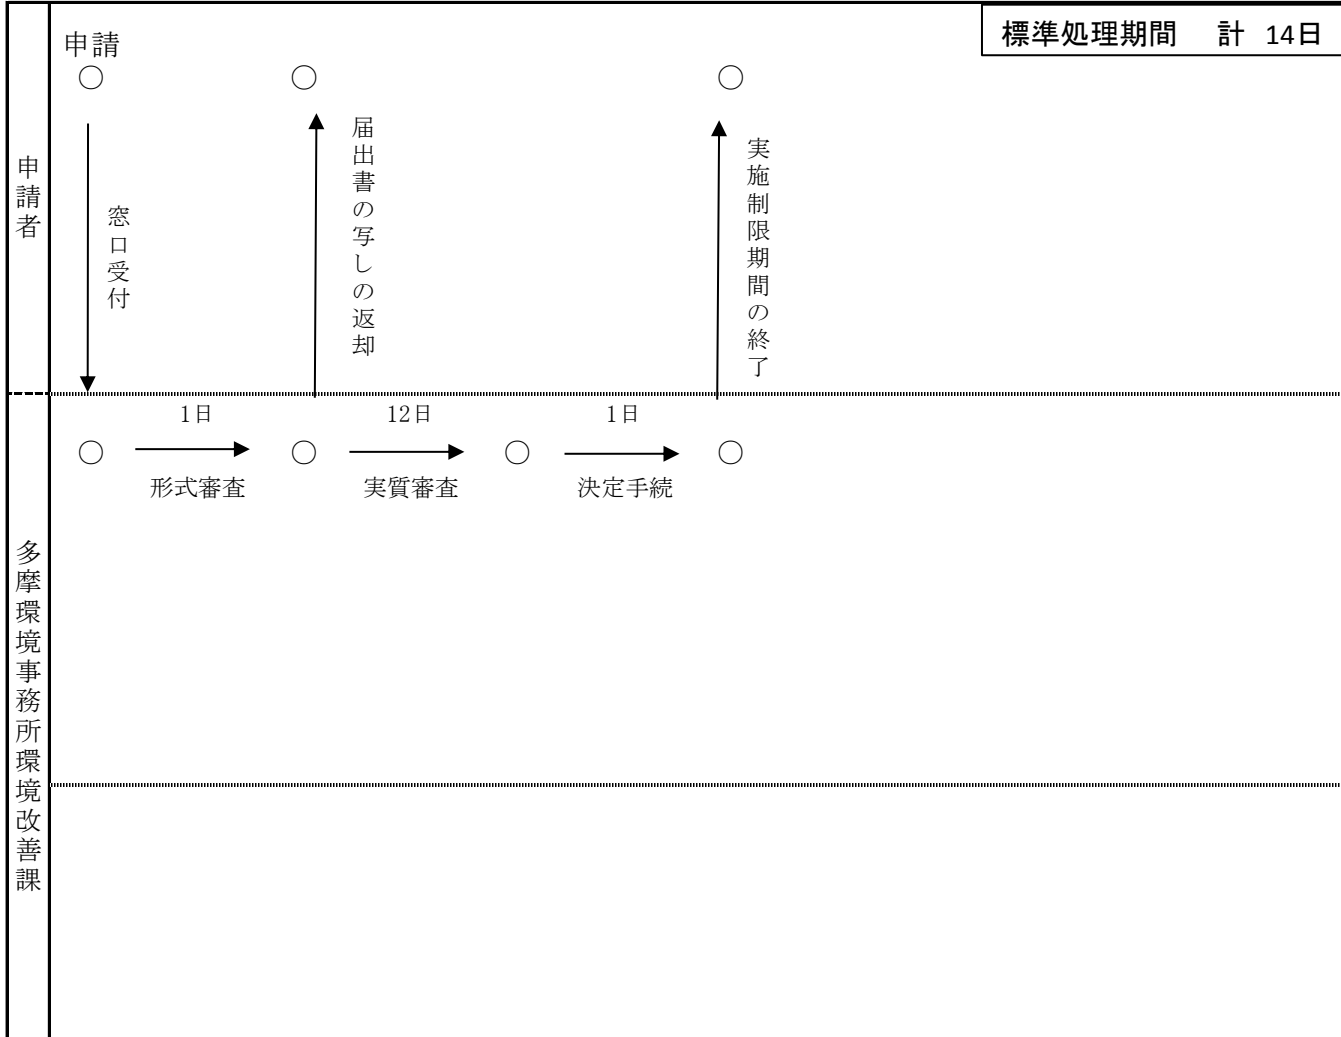 標準処理期間 計 14日
申請
申請者
窓口受付
届出書の写しの返却
実施制限期間の終了
多摩環境事務所環境改善課
1日
12日
1日
形式審査
実質審査
決定手続